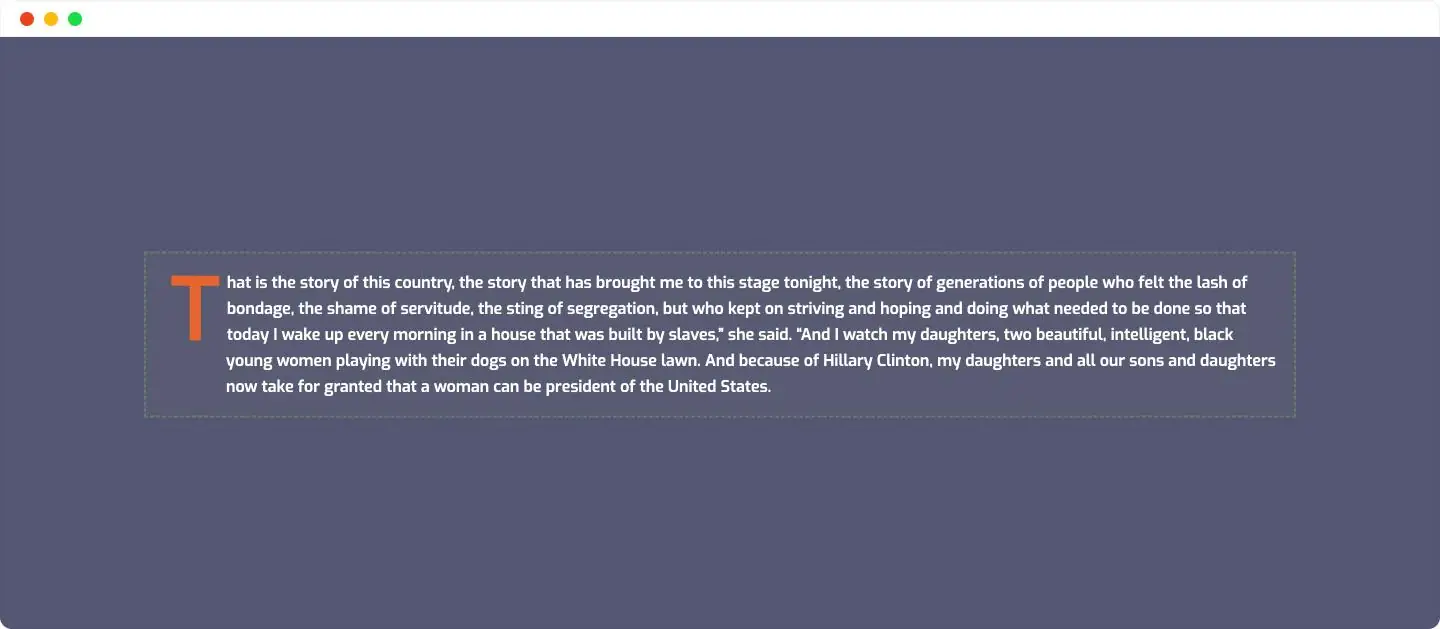 That is the story of this country, the story that has brought me to this stage tonight, the story of generations of people who felt the lash of
bondage, the shame of servitude, the sting of segregation, but who kept on striving and hoping and doing what needed to be done so that
today I wake up every morning in a house that was built by slaves,” she said. “And I watch my daughters, two beautiful, intelligent, black
young women playing with their dogs on the White House lawn. And because of Hillary Clinton, my daughters and all our sons and daughters
now take for granted that a woman can be president of the United States.